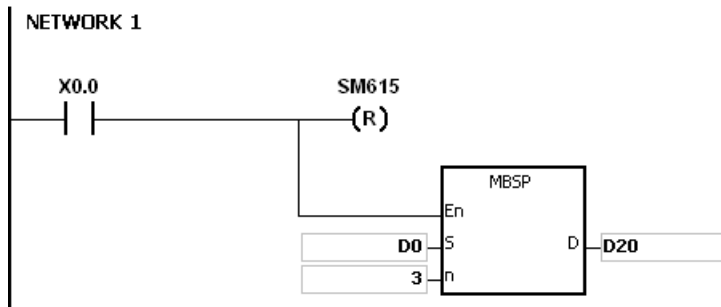 NETWORK 1
X0.0
SM615
(R)
MBSP
En
D0
S
D
D20
3
n